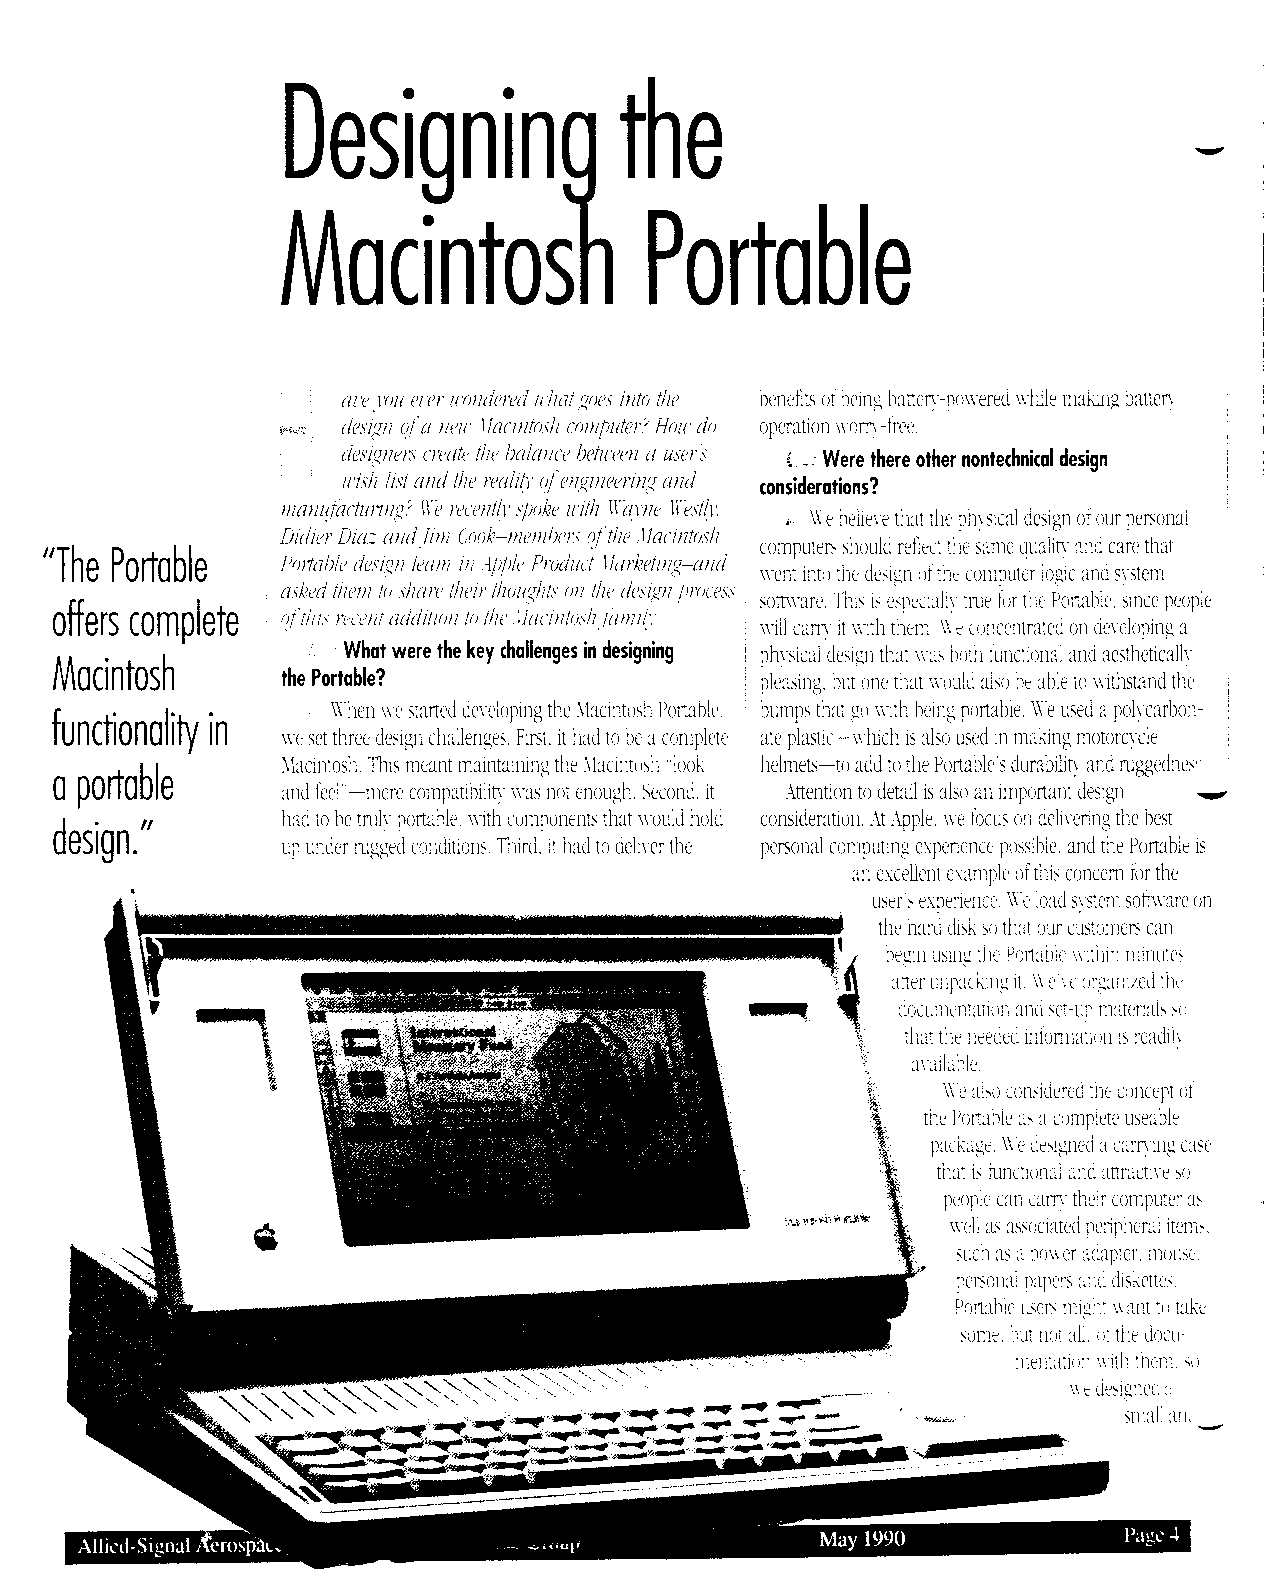 Designing the
Macintosh Portable
"The Portable
offers complete
Macintosh
functionality in
a portable
design."
ave you ever wondered what goes into the
design of a new Macintosh computer? How do
designers create the balance between a user's
wish list and the reality of engineering and
manufacturing? We recently spoke with Wayne Westly,
Didier Diaz and Jim Cook—members of the Macintosh
Portable design team in Apple Product Marketing—and
asked them to share their thoughts on the design process
of this recent addition to the Macintosh family.
What were the key challenges in designing
the Portable?
When we started developing the Macintosh Portable,
we set three design challenges. First, it had to be a complete
Macintosh. This meant maintaining the Macintosh "look
and feel"—mere compatibility was not enough. Second, it
had to be truly portable, with components that would hold
up under rugged conditions. Third, it had to deliver the
benefits of being battery-powered while making battery
operation worry-free.
Were there other nontechnical design
considerations?
We believe that the physical design of our personal
computers should reflect the same quality and care that
went into the design of the computer logic and system
software. This is especially true for the Portable, since people
will carry it with them. We concentrated on developing a
physical design that was both functional and aesthetically
pleasing, but one that would also be able to withstand the
bumps that go with being portable. We used a polycarbon-
ate plastic—which is also used in making motorcycle
helmets—to add to the Portable's durability and ruggedness
Attention to detail is also an important design
consideration. At Apple, we focus on delivering the best
personal computing experience possible, and the Portable is
an excellent example of this concern for the
user's experience. We load system software on
the hard disk so that our customers can
begin using the Portable within minutes
after unpacking it. We've organized the
documentation and set-up materials so
that the needed information is readily
available.
We also considered the concept of
the Portable as a complete useable
package. We designed a carrying case
that is functional and attractive so
people can carry their computer as
well as associated peripheral items,
such as a power adapter, mouse,
personal papers and diskettes.
Portable users might want to take
some, but not all, of the docu-
mentation with them, so
we designed a
small an
International
Allied-Signal Aerospace
Group
May 1990
Page 4